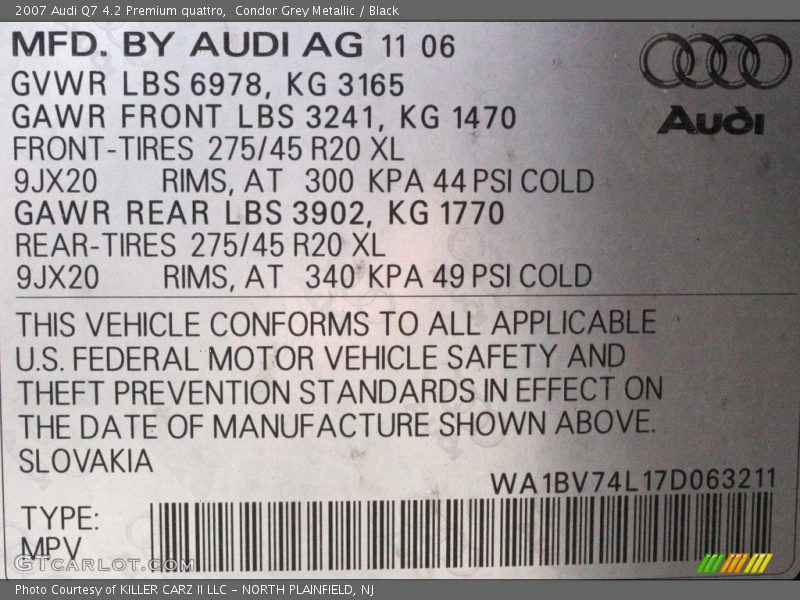 2007 Audi Q7 4.2 Premium quattro,  Condor Grey Metallic / Black
MFD. BY AUDI AG 11 06
GVWR LBS 6978, KG 3165
GAWR FRONT LBS 3241, KG 1470
FRONT-TIRES 275/45 R20 XL
9JX20 RIMS, AT 300 KPA 44 PSI COLD
GAWR REAR LBS 3902, KG 1770
REAR-TIRES 275/45 R20 XL
9JX20 RIMS, AT 340 KPA 49 PSI COLD
Audi
THIS VEHICLE CONFORMS TO ALL APPLICABLE
U.S. FEDERAL MOTOR VEHICLE SAFETY AND
THEFT PREVENTION STANDARDS IN EFFECT ON
THE DATE OF MANUFACTURE SHOWN ABOVE.
SLOVAKIA
WA1BV74L17D063211
TYPE:
MPV
GTCARLOT.COM
Photo Courtesy of KILLER CARZ II LLC - NORTH PLAINFIELD, NJ